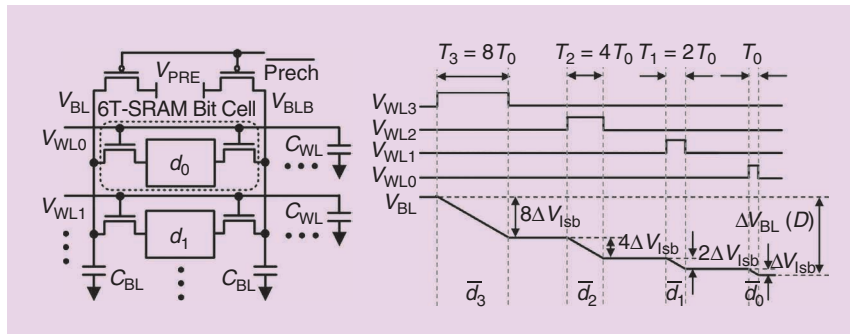 V_PRE
Prech
V_BL 6T-SRAM Bit Cell V_BLB
V_WL0
C_WL
d_0
V_WL1
C_WL
d_1
C_BL
C_BL
T_3 = 8T_0 T_2 = 4T_0 T_1 = 2T_0 T_0
V_WL3
V_WL2
V_WL1
V_WL0
V_BL
8ΔV_lsb
4ΔV_lsb
2ΔV_lsb
ΔV_BL (D)
ΔV_lsb
d̅_3 d̅_2 d̅_1 d̅_0